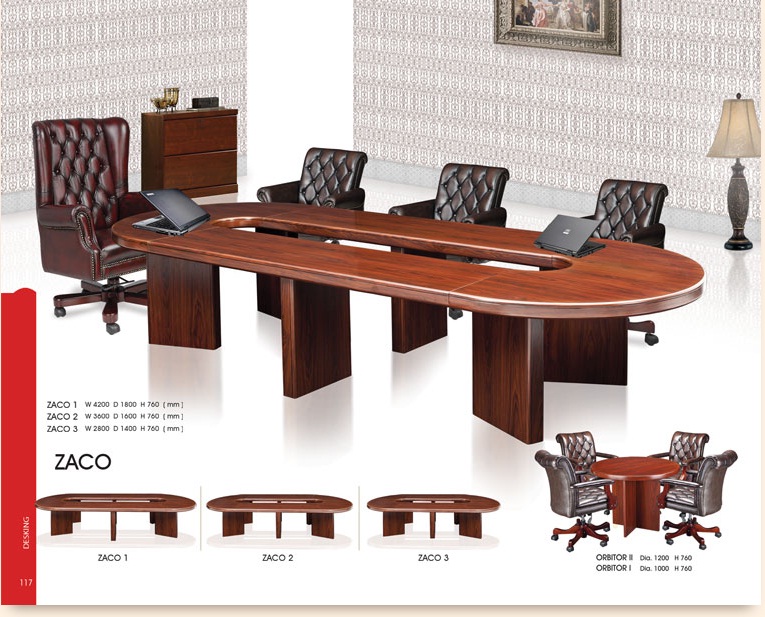 ZACO 1 W 4200 D 1800 H 760 ( mm )
ZACO 2 W 3600 D 1600 H 760 ( mm )
ZACO 3 W 2800 D 1400 H 760 ( mm )
ZACO
ZACO 1
ZACO 2
ZACO 3
ORBITOR II Dia. 1200 H 760
ORBITOR I Dia. 1000 H 760
DESKING
117